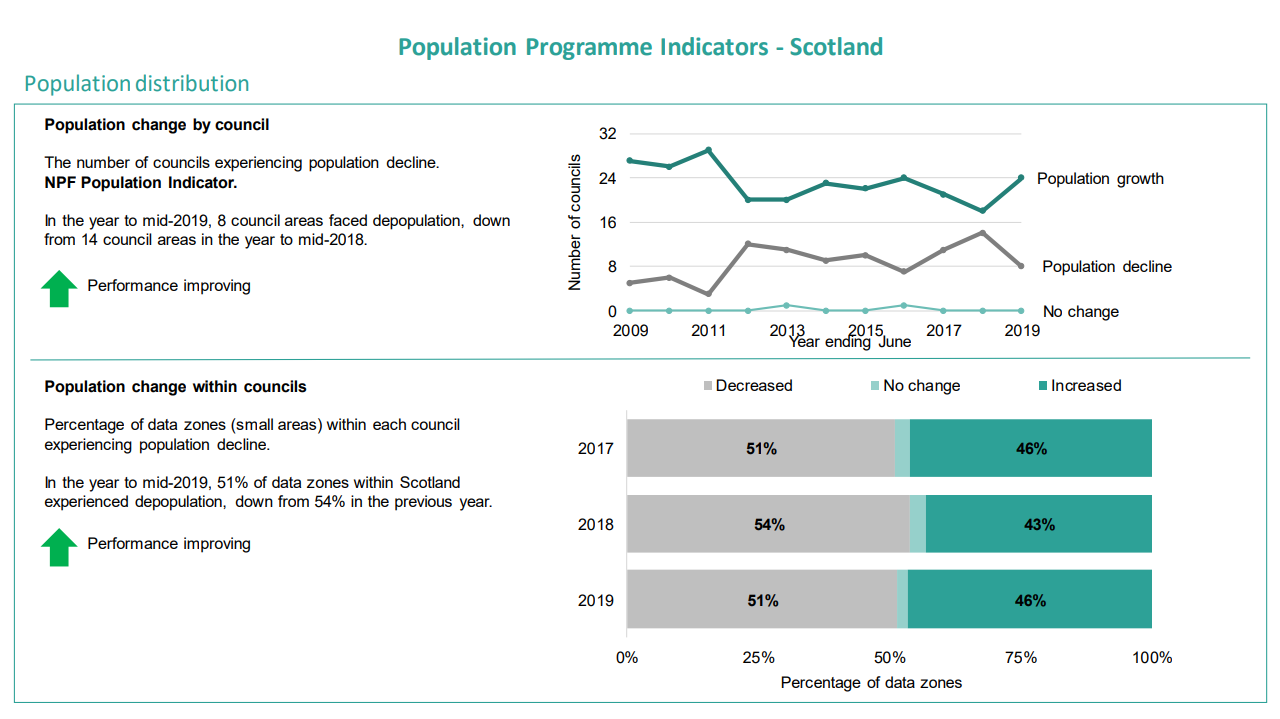 Population Programme Indicators - Scotland
Population distribution
Population change by council
The number of councils experiencing population decline.
NPF Population Indicator.
In the year to mid-2019, 8 council areas faced depopulation, down
from 14 council areas in the year to mid-2018.
Performance improving
Number of councils
32
24
16
8
0
2009 2011 2013 2015 2017 2019
Year ending June
Population growth
Population decline
No change
Population change within councils
Percentage of data zones (small areas) within each council
experiencing population decline.
In the year to mid-2019, 51% of data zones within Scotland
experienced depopulation, down from 54% in the previous year.
Performance improving
Decreased No change Increased
2017 51% 46%
2018 54% 43%
2019 51% 46%
0% 25% 50% 75% 100%
Percentage of data zones